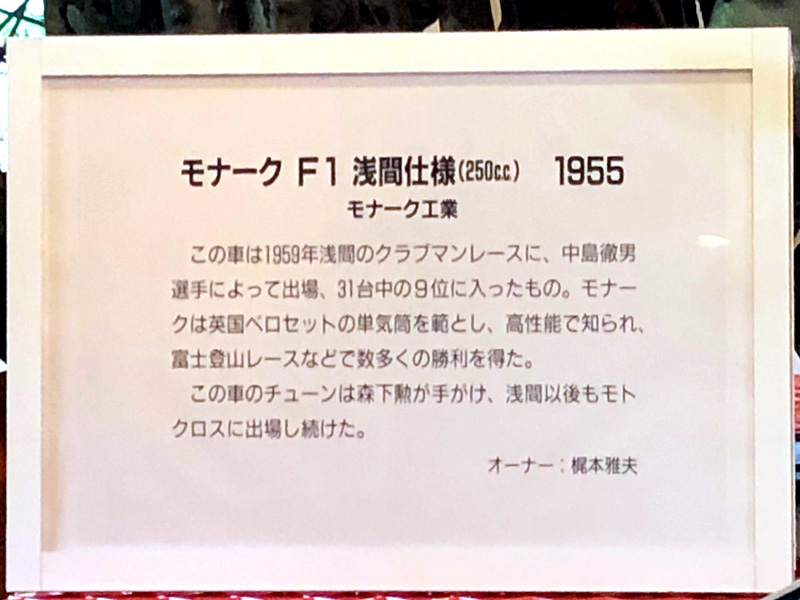 モナーク F1 浅間仕様(250c.c.) 1955
モナーク工業
この車は1959年浅間のクラブマンレースに、中島徹男
選手によって出場、31台中の9位に入ったもの。モナー
クは英国ベロセットの単気筒を範とし、高性能で知られ、
富士登山レースなどで数多くの勝利を得た。
この車のチューンは森下勲が手がけ、浅間以後もモト
クロスに出場し続けた。
オーナー：梶本雅夫